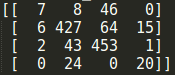 [[  7   8  46   0]
 [  6 427  64  15]
 [  2  43 453   1]
 [  0  24   0  20]]